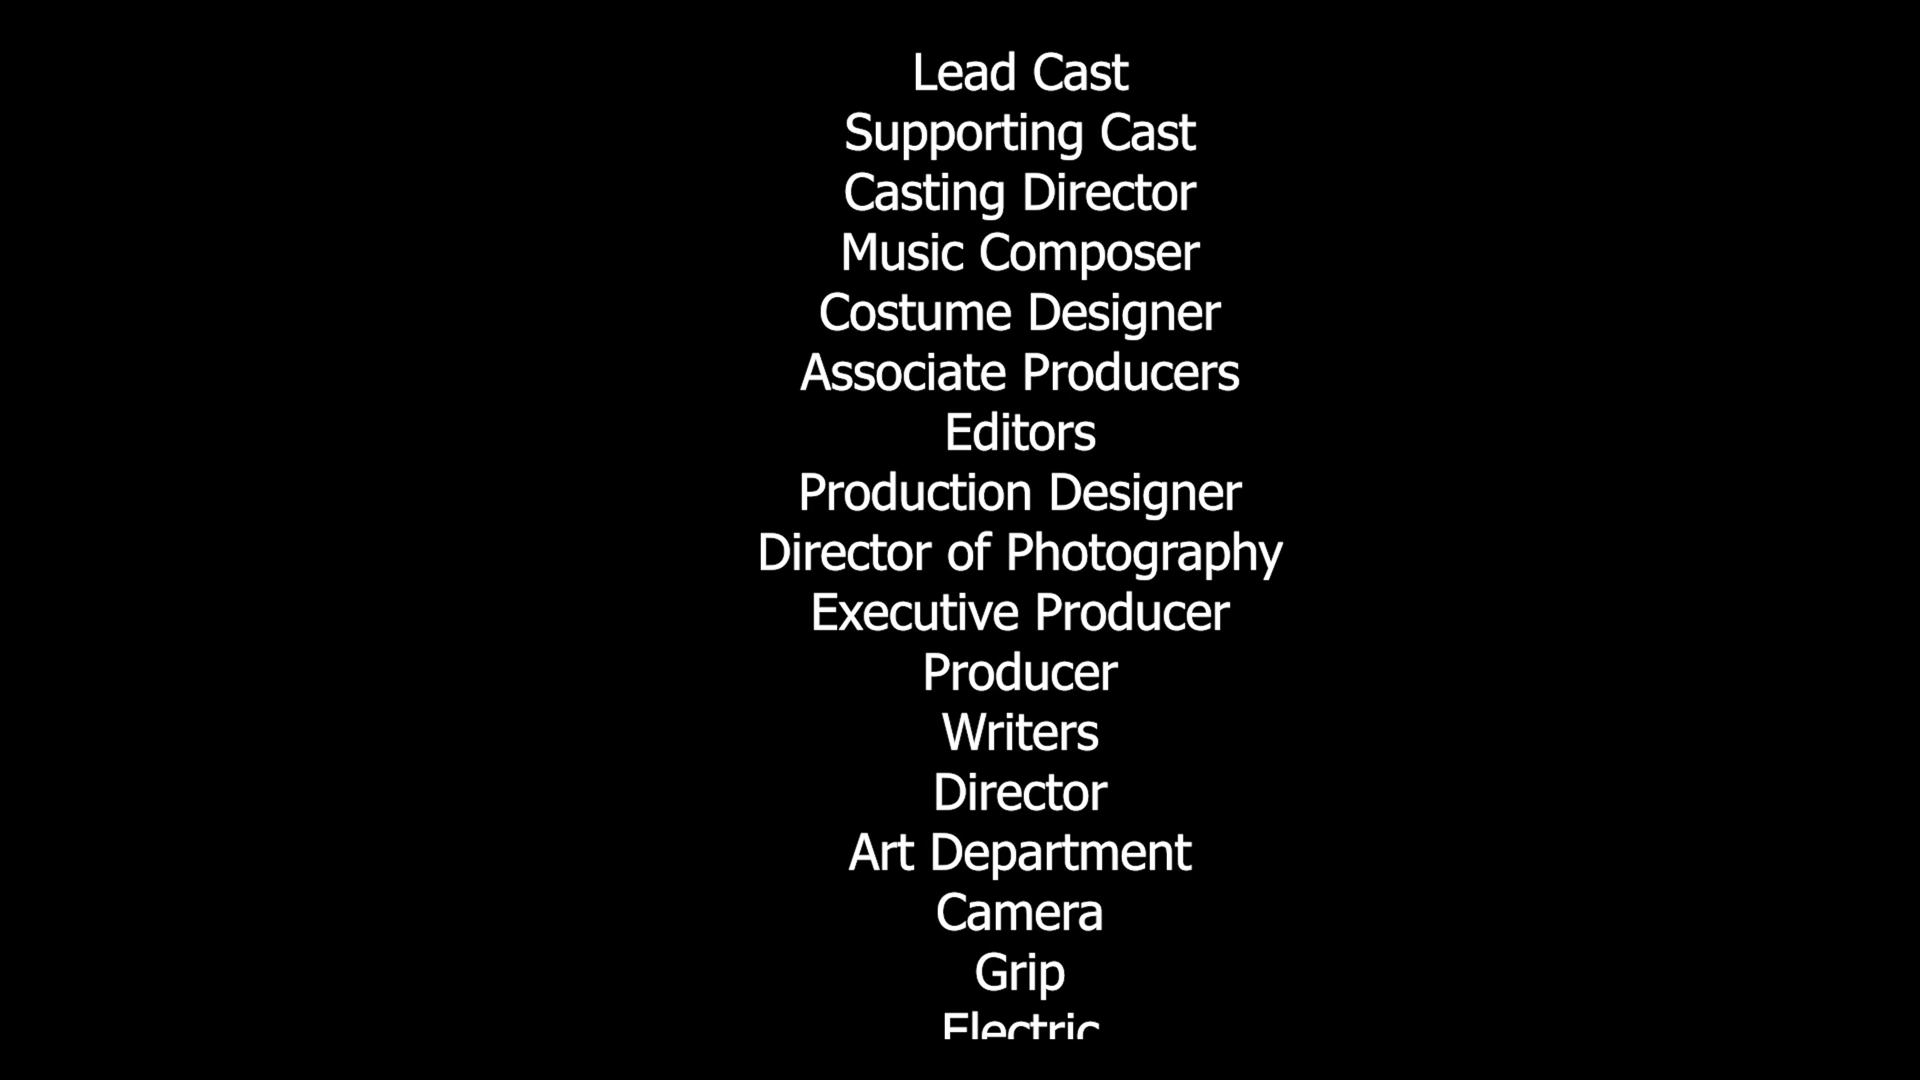 Lead Cast
Supporting Cast
Casting Director
Music Composer
Costume Designer
Associate Producers
Editors
Production Designer
Director of Photography
Executive Producer
Producer
Writers
Director
Art Department
Camera
Grip
Electric